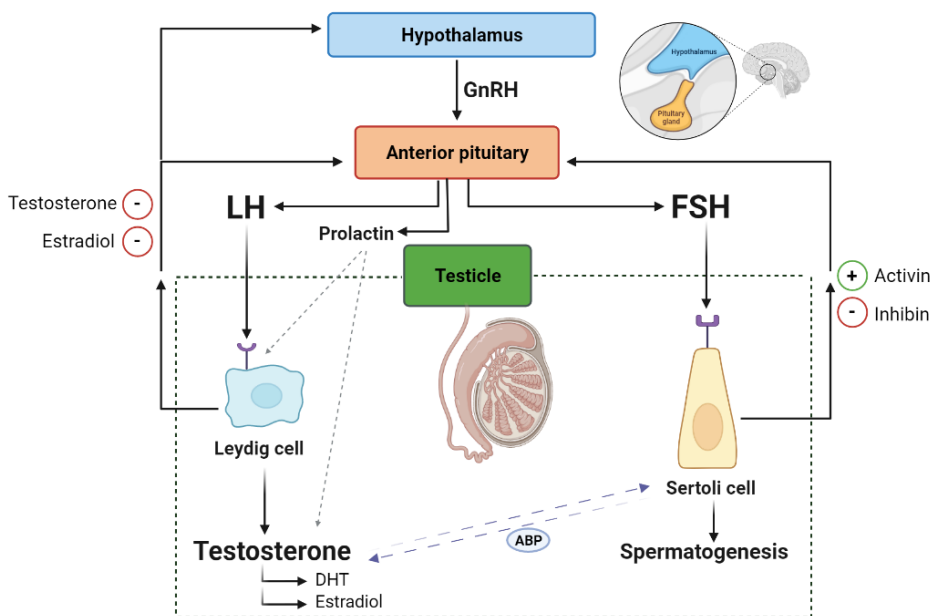 Hypothalamus
GnRH
Hypothalamus
Pituitary
gland
Anterior pituitary
Testosterone -
Estradiol -
LH
Prolactin
FSH
Testicle
+ Activin
- Inhibin
Leydig cell
Sertoli cell
ABP
Testosterone
DHT
Estradiol
Spermatogenesis